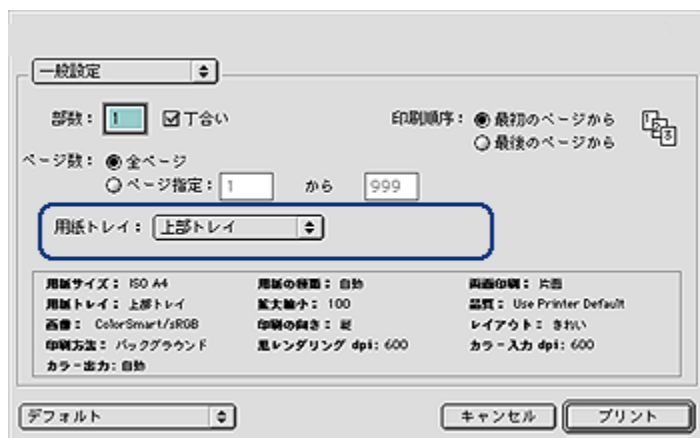 一般設定
部数： 1 丁合い 印刷順序： 最初のページから
最後のページから
ページ数： 全ページ
ページ指定： 1 から 999
用紙トレイ： 上部トレイ
用紙サイズ： ISO A4 用紙の種類： 自動 両面印刷： 片面
用紙トレイ： 上部トレイ 拡大縮小： 100 品質： Use Printer Default
画像： ColorSmart/sRGB 印刷の向き： 縦 レイアウト： きれい
印刷方法： バックグラウンド 黒レンダリング dpi: 600 カラー入力 dpi: 600
カラー出力: 自動
デフォルト キャンセル プリント